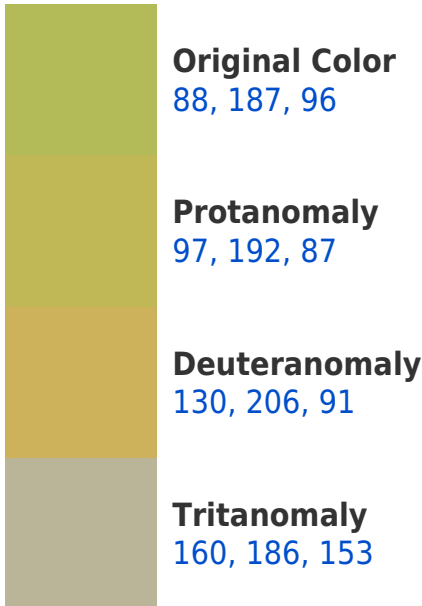 Original Color
88, 187, 96
Protanomaly
97, 192, 87
Deuteranomaly
130, 206, 91
Tritanomaly
160, 186, 153